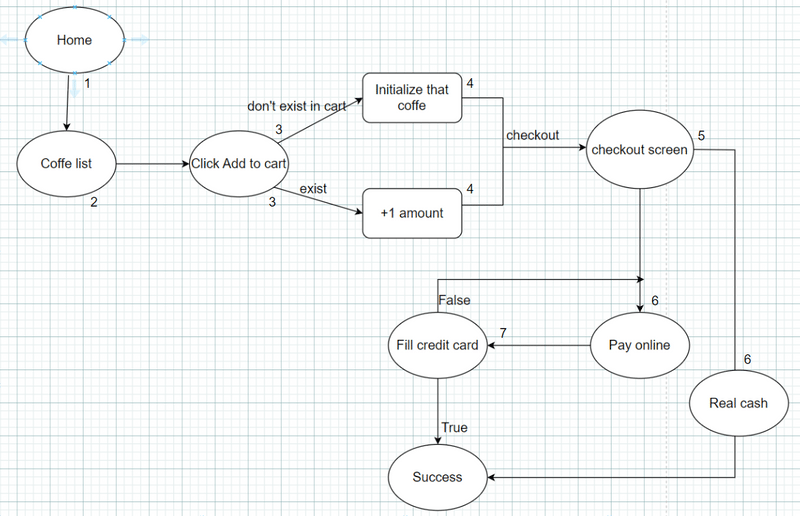 Home
1
Coffe list
2
Click Add to cart
3
don't exist in cart
3
exist
Initialize that
coffe
4
+1 amount
4
checkout
checkout screen
5
6
Pay online
7
Fill credit card
False
True
6
Real cash
Success